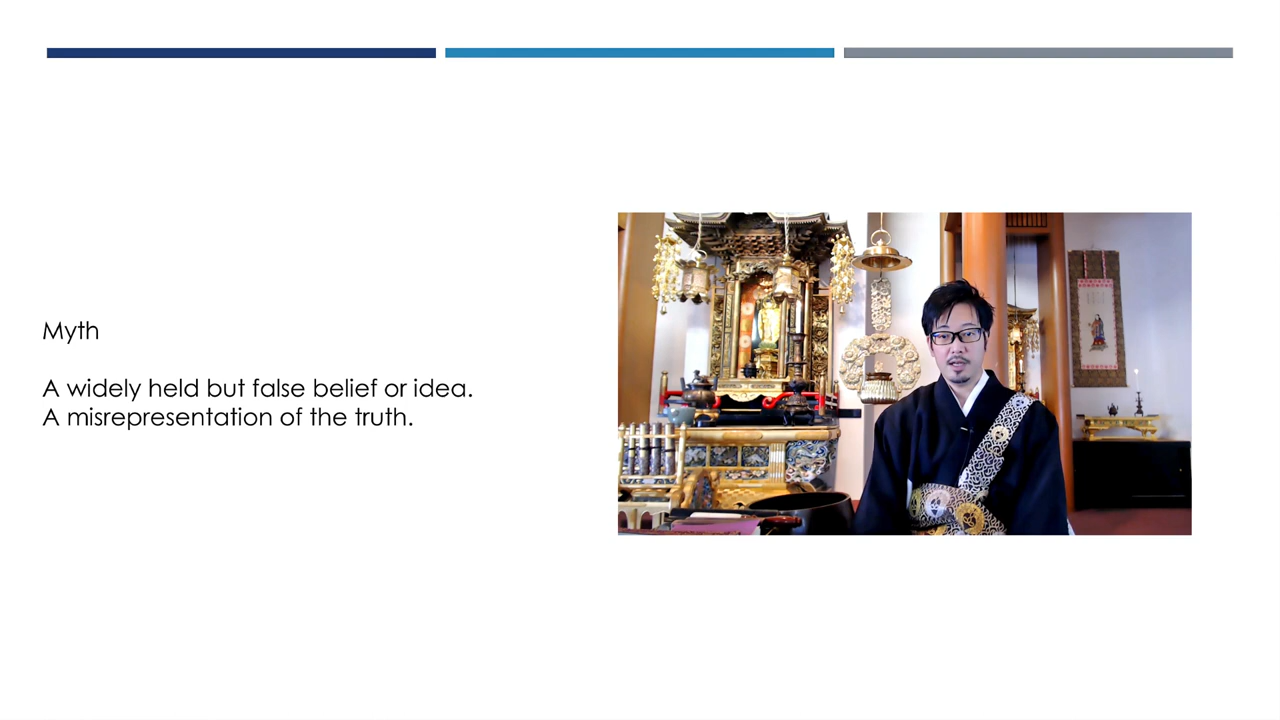 Myth
A widely held but false belief or idea.
A misrepresentation of the truth.